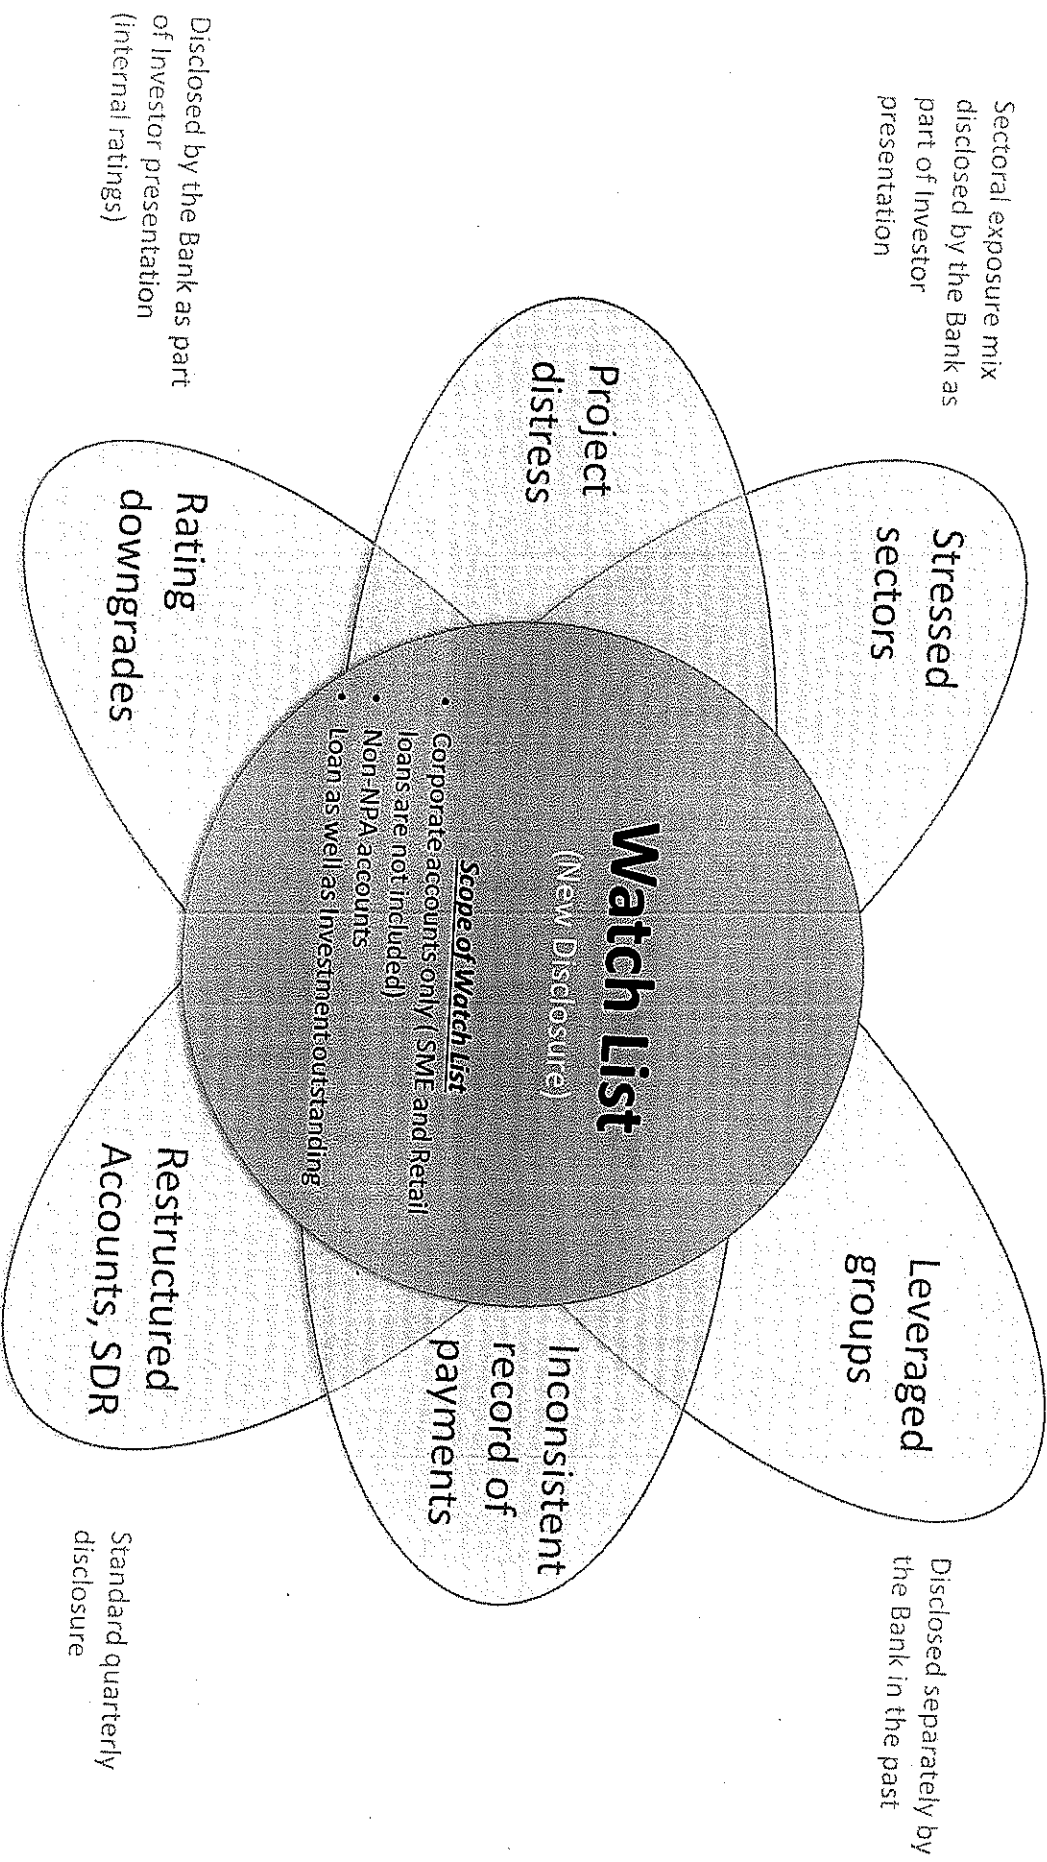 Sectoral exposure mix
disclosed by the Bank as
part of Investor
presentation
Stressed
sectors
Leveraged
groups
Disclosed separately by
the Bank in the past
Project
distress
Watch List
(New Disclosure)
Scope of Watch List
• Corporate accounts only ( SME and Retail
loans are not included)
• Non-NPA accounts
• Loan as well as Investment outstanding
Inconsistent
record of
payments
Disclosed by the Bank as part
of Investor presentation
(internal ratings)
Rating
downgrades
Restructured
Accounts, SDR
Standard quarterly
disclosure